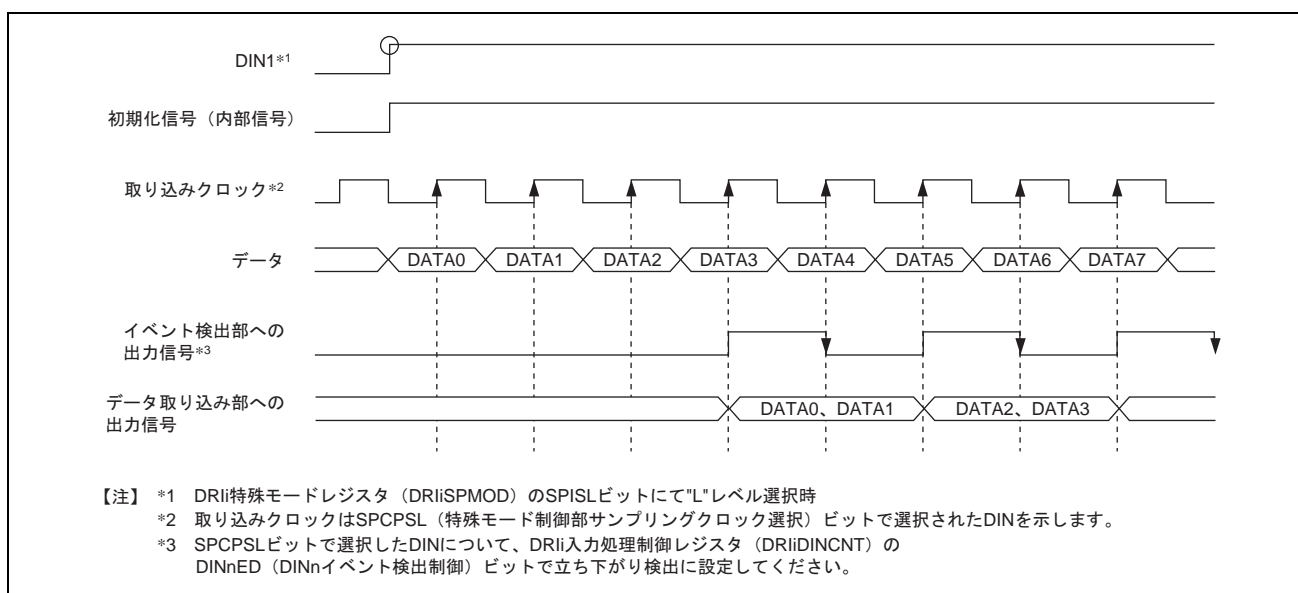 DIN1*1
初期化信号（内部信号）
取り込みクロック*2
データ
DATA0 DATA1 DATA2 DATA3 DATA4 DATA5 DATA6 DATA7
イベント検出部への
出力信号*3
データ取り込み部への
出力信号
DATA0、DATA1 DATA2、DATA3
【注】 *1 DRIi特殊モードレジスタ（DRIiSPMOD）のSPISLビットにて"L"レベル選択時
*2 取り込みクロックはSPCPSL（特殊モード制御部サンプリングクロック選択）ビットで選択されたDINを示します。
*3 SPCPSLビットで選択したDINについて、DRIi入力処理制御レジスタ（DRIiDINCNT）の
DINnED（DINnイベント検出制御）ビットで立ち下がり検出に設定してください。